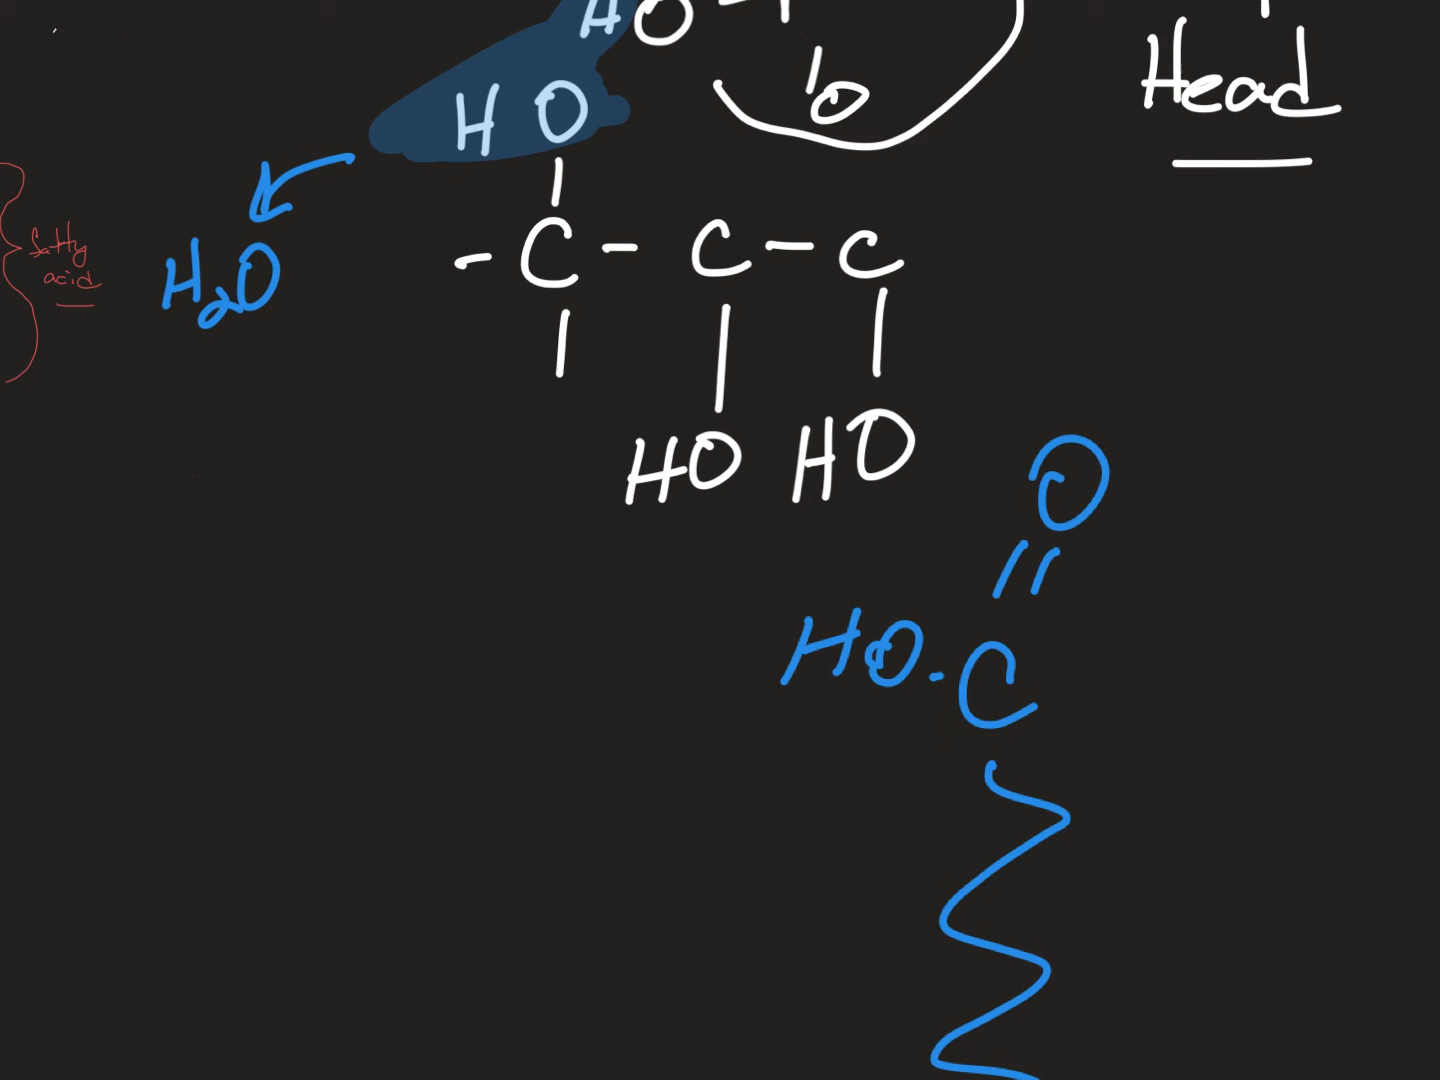 HO -
O
Head
H O
fatty
acid
H2O
- C - C - C
HO HO
O
HO - C